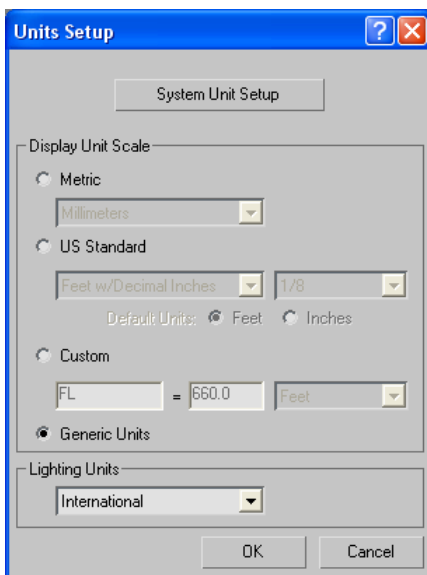 Units Setup
System Unit Setup
Display Unit Scale
Metric
Millimeters
US Standard
Feet w/Decimal Inches 1/8
Default Units: Feet Inches
Custom
FL = 660.0 Feet
Generic Units
Lighting Units
International
OK Cancel